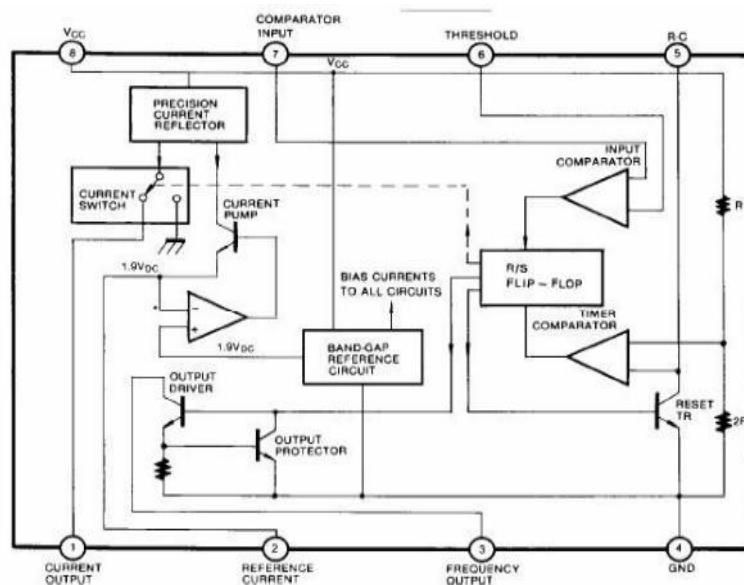 VCC
8
COMPARATOR
INPUT
7
THRESHOLD
6
R-C
5
VCC
PRECISION
CURRENT
REFLECTOR
INPUT
COMPARATOR
CURRENT
SWITCH
R
CURRENT
PUMP
1.9VDC
BIAS CURRENTS
TO ALL CIRCUITS
R/S
FLIP-FLOP
TIMER
COMPARATOR
-
+
1.9VDC
BAND-GAP
REFERENCE
CIRCUIT
OUTPUT
DRIVER
RESET
TR
2R
OUTPUT
PROTECTOR
1
CURRENT
OUTPUT
2
REFERENCE
CURRENT
3
FREQUENCY
OUTPUT
4
GND